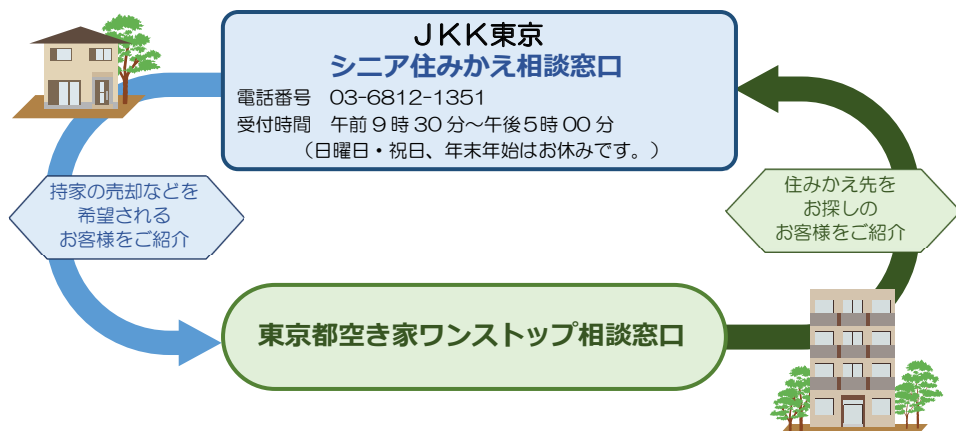 JKK東京
シニア住みかえ相談窓口
電話番号　03-6812-1351
受付時間　午前9時30分～午後5時00分
（日曜日・祝日、年末年始はお休みです。）
持家の売却などを
希望される
お客様をご紹介
住みかえ先を
お探しの
お客様をご紹介
東京都空き家ワンストップ相談窓口